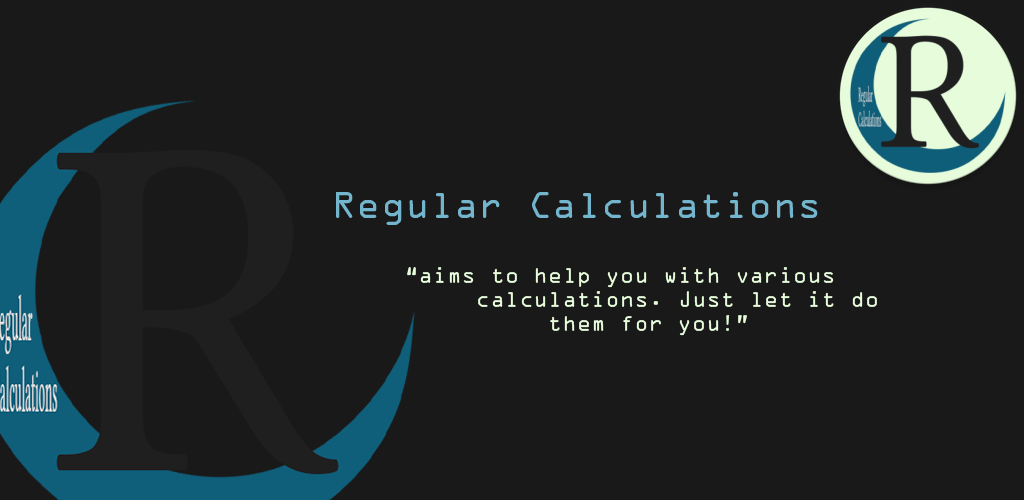 R
Regular
Calculations
Regular Calculations
“aims to help you with various
calculations. Just let it do
them for you!”
R
egular
alculations